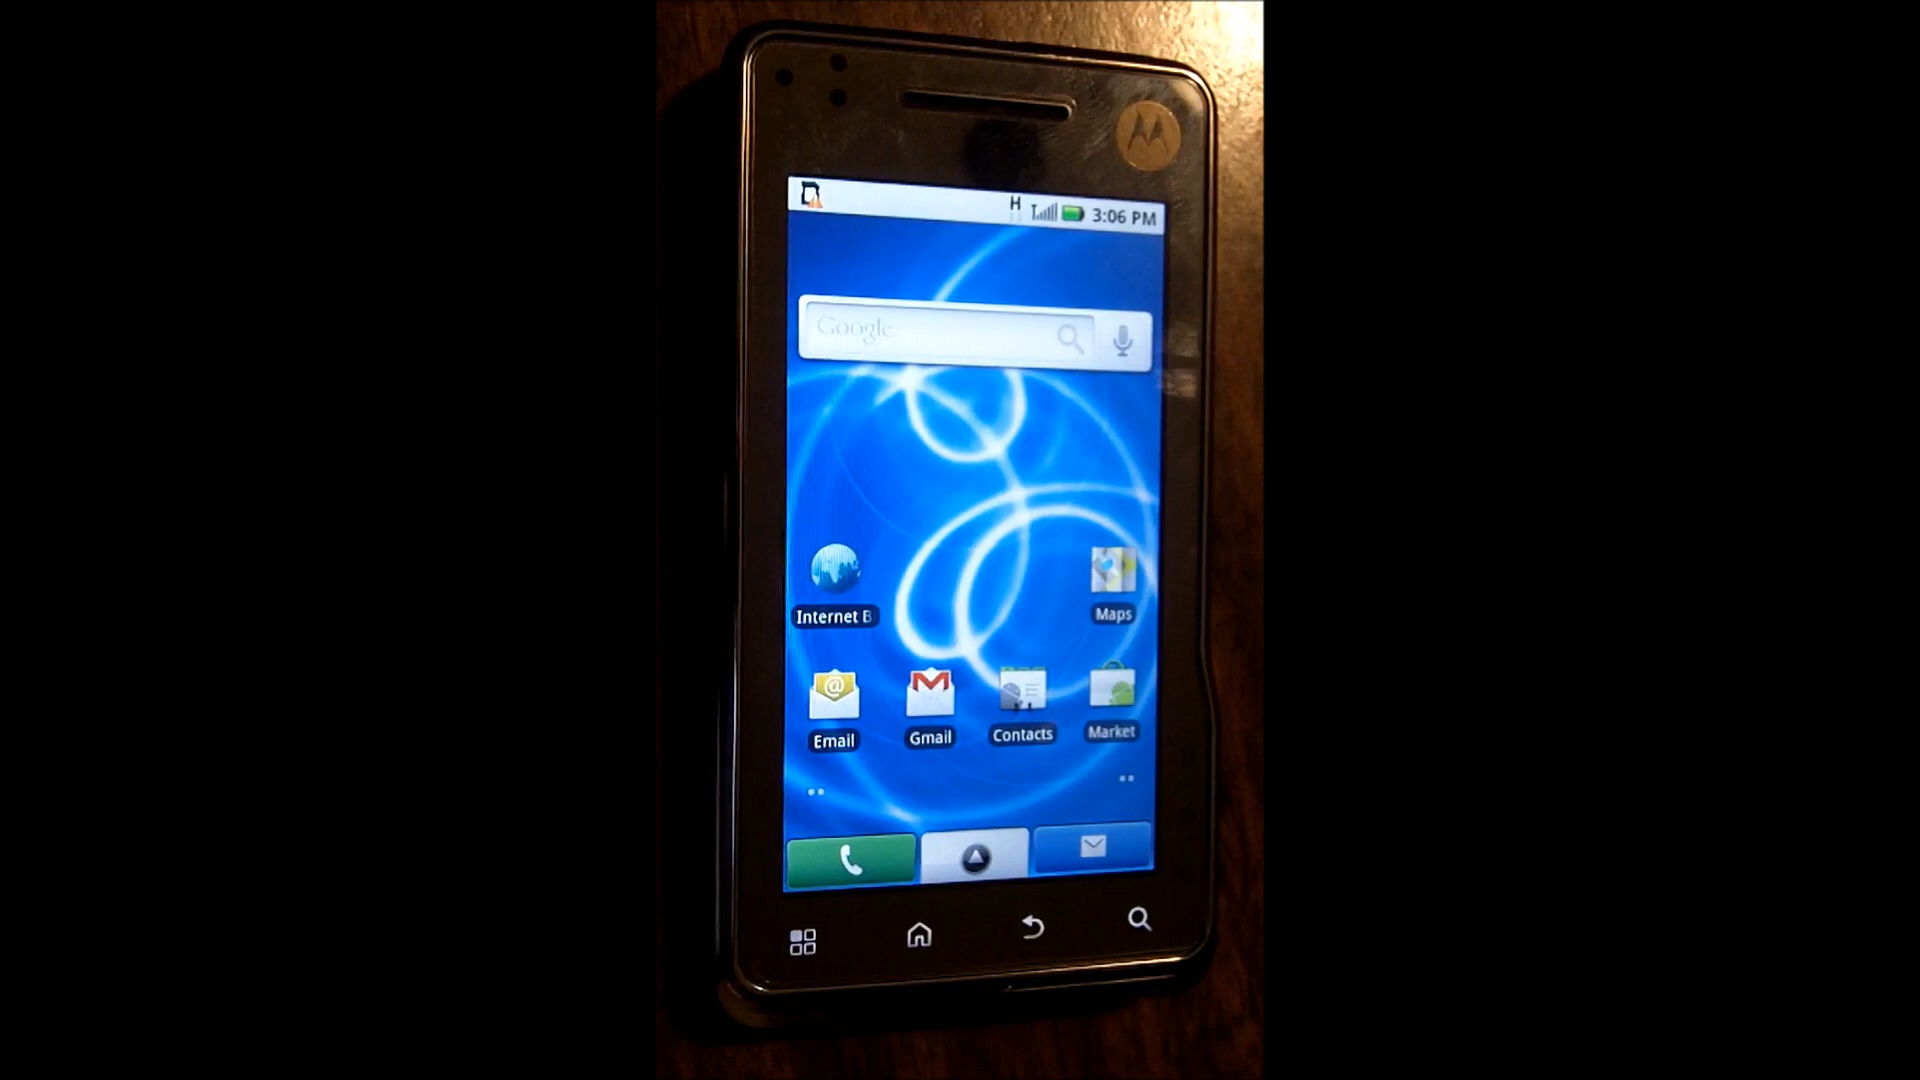 H 3:06 PM
Google
Internet B
Maps
Email
Gmail
Contacts
Market